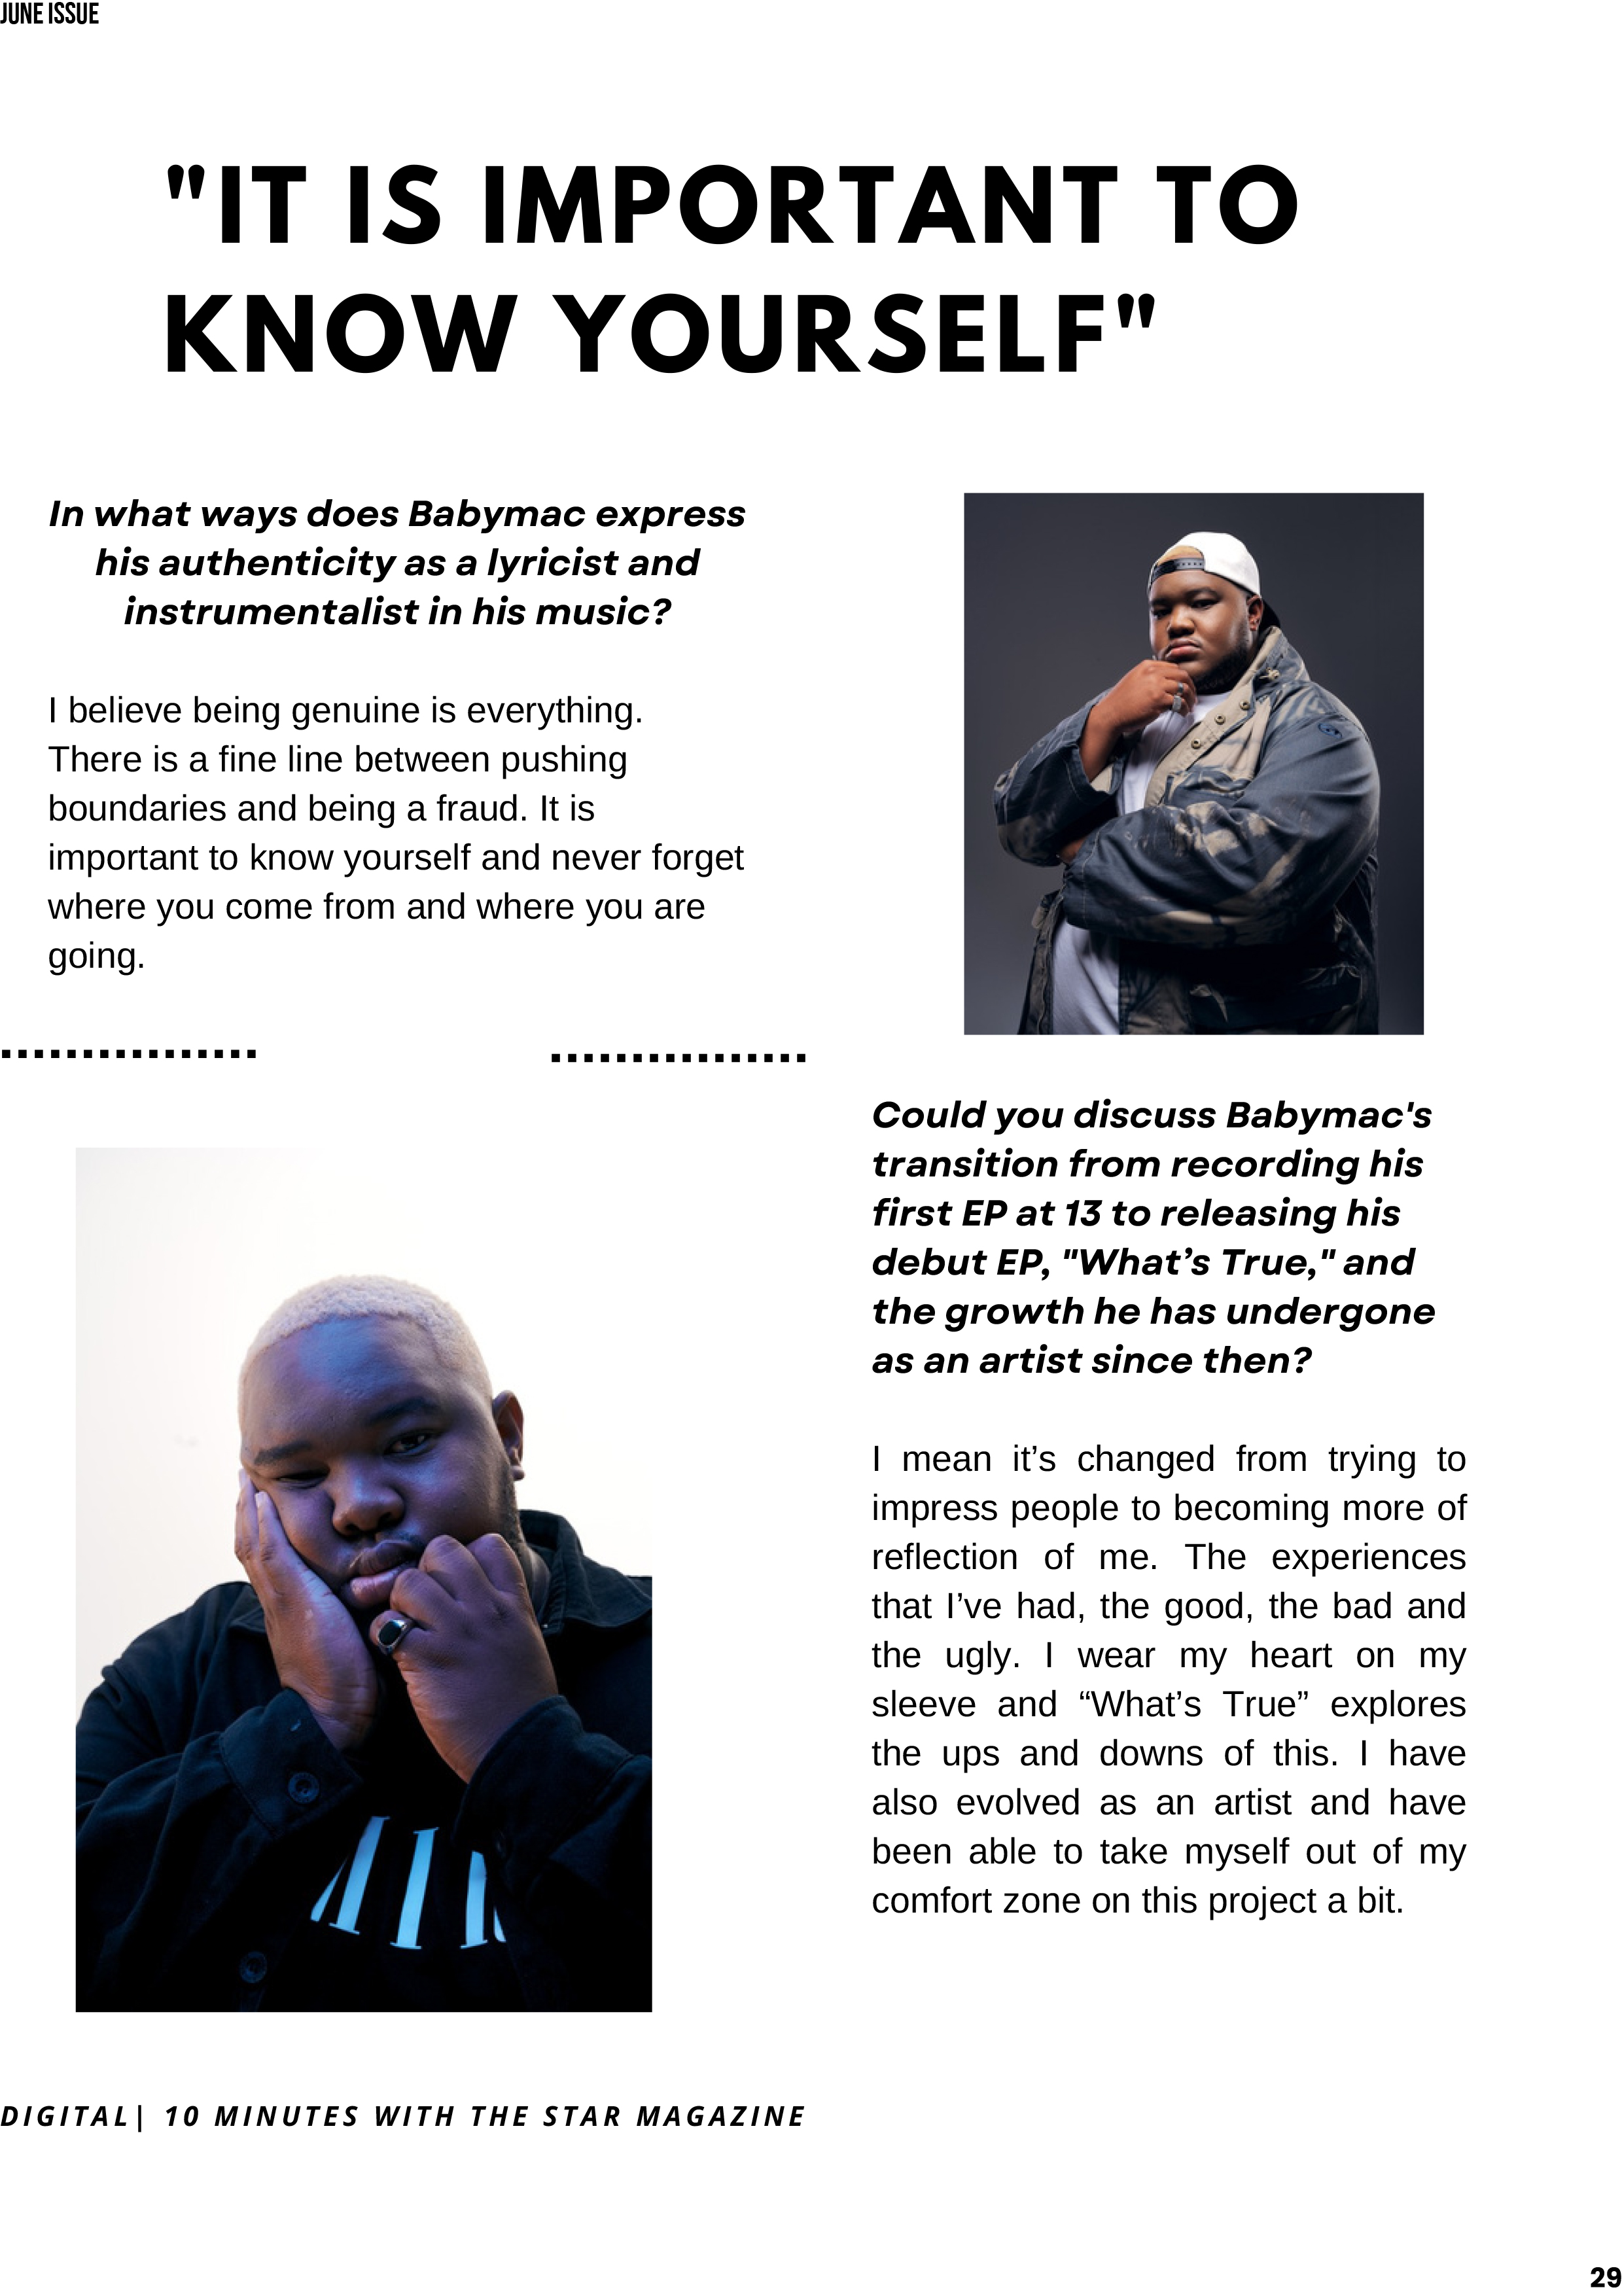 JUNE ISSUE
"IT IS IMPORTANT TO
KNOW YOURSELF"
In what ways does Babymac express
his authenticity as a lyricist and
instrumentalist in his music?
I believe being genuine is everything.
There is a fine line between pushing
boundaries and being a fraud. It is
important to know yourself and never forget
where you come from and where you are
going.
Could you discuss Babymac's
transition from recording his
first EP at 13 to releasing his
debut EP, "What’s True," and
the growth he has undergone
as an artist since then?
I mean it’s changed from trying to
impress people to becoming more of
reflection of me. The experiences
that I’ve had, the good, the bad and
the ugly. I wear my heart on my
sleeve and “What’s True” explores
the ups and downs of this. I have
also evolved as an artist and have
been able to take myself out of my
comfort zone on this project a bit.
DIGITAL| 10 MINUTES WITH THE STAR MAGAZINE
29